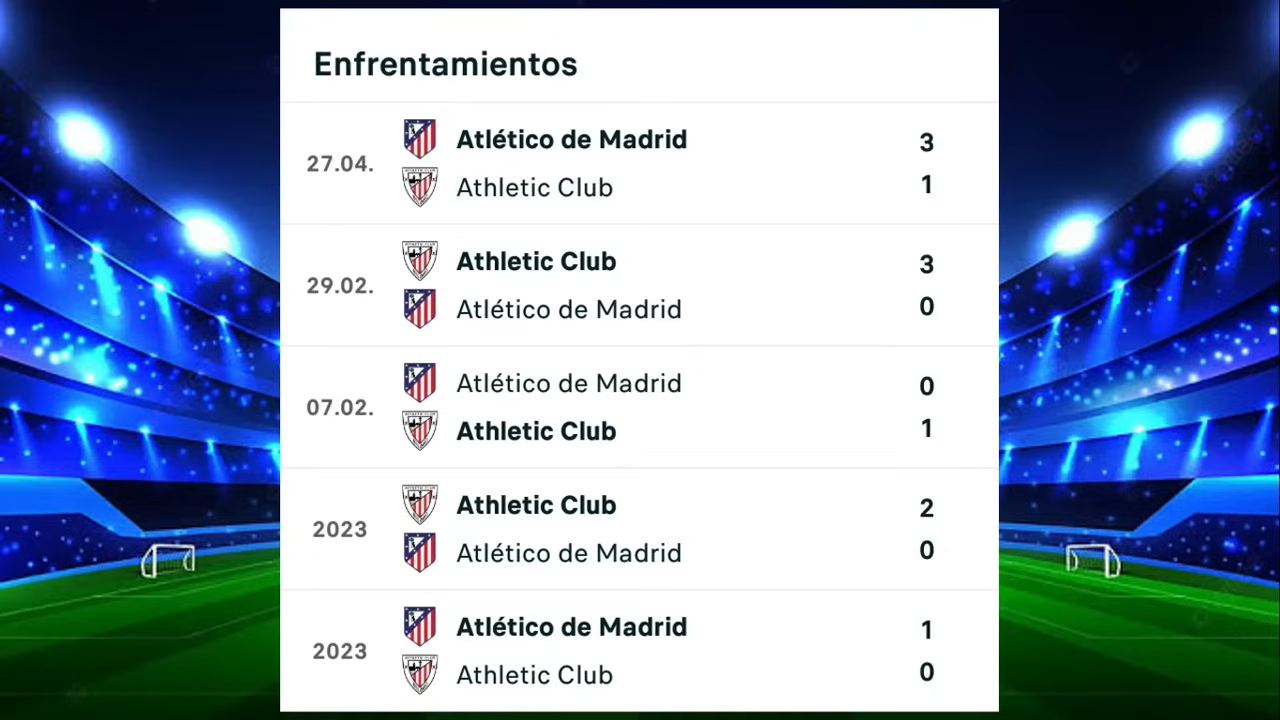 Enfrentamientos
27.04.
Atlético de Madrid 3
Athletic Club 1
29.02.
Athletic Club 3
Atlético de Madrid 0
07.02.
Atlético de Madrid 0
Athletic Club 1
2023
Athletic Club 2
Atlético de Madrid 0
2023
Atlético de Madrid 1
Athletic Club 0